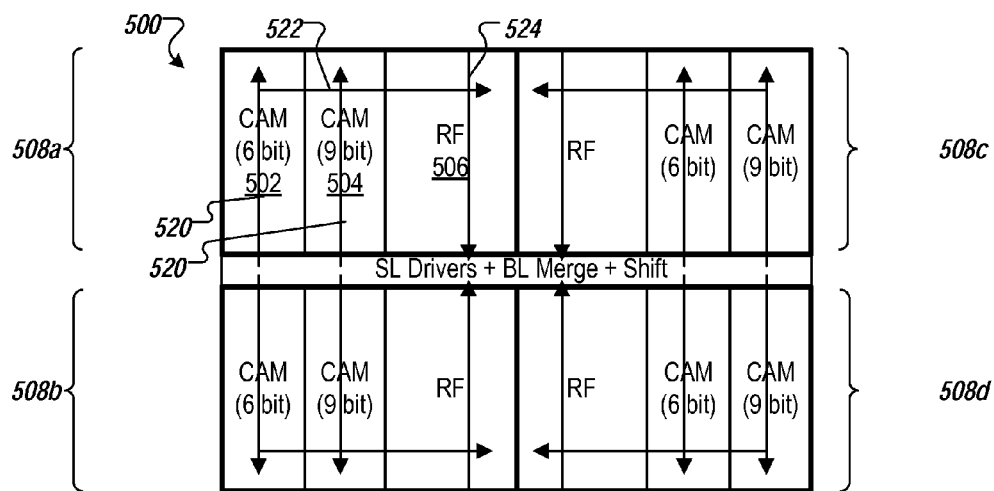 500
522
524
508a
CAM (6 bit) 502
CAM (9 bit) 504
RF 506
RF
CAM (6 bit)
CAM (9 bit)
508c
520
520
SL Drivers + BL Merge + Shift
508b
CAM (6 bit)
CAM (9 bit)
RF
RF
CAM (6 bit)
CAM (9 bit)
508d